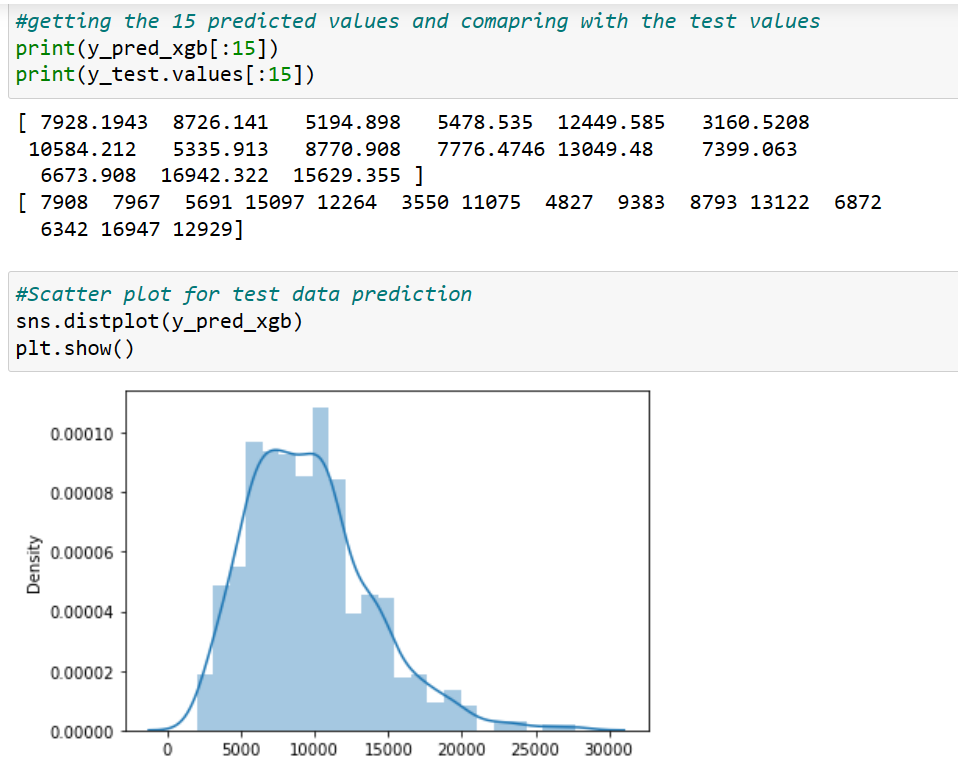 #getting the 15 predicted values and comapring with the test values
print(y_pred_xgb[:15])
print(y_test.values[:15])
[ 7928.1943 8726.141 5194.898 5478.535 12449.585 3160.5208
10584.212 5335.913 8770.908 7776.4746 13049.48 7399.063
6673.908 16942.322 15629.355 ]
[ 7908 7967 5691 15097 12264 3550 11075 4827 9383 8793 13122 6872
6342 16947 12929]
#Scatter plot for test data prediction
sns.distplot(y_pred_xgb)
plt.show()
0.00010
0.00008
0.00006
0.00004
0.00002
0.00000
Density
0 5000 10000 15000 20000 25000 30000